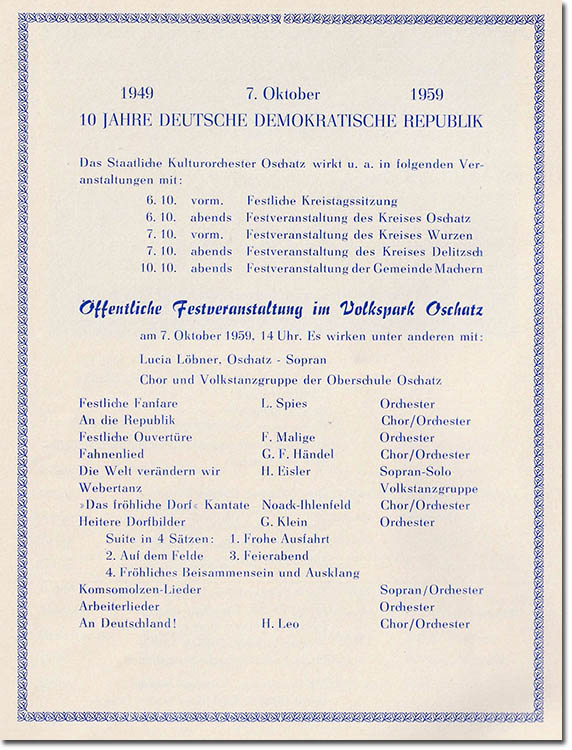 1949 7. Oktober 1959
10 JAHRE DEUTSCHE DEMOKRATISCHE REPUBLIK
Das Staatliche Kulturorchester Oschatz wirkt u. a. in folgenden Ver-
anstaltungen mit:
6. 10. vorm. Festliche Kreistagssitzung
6. 10. abends Festveranstaltung des Kreises Oschatz
7. 10. vorm. Festveranstaltung des Kreises Wurzen
7. 10. abends Festveranstaltung des Kreises Delitzsch
10. 10. abends Festveranstaltung der Gemeinde Machern
Öffentliche Festveranstaltung im Volkspark Oschatz
am 7. Oktober 1959, 14 Uhr. Es wirken unter anderen mit:
Lucia Löbner, Oschatz - Sopran
Chor und Volkstanzgruppe der Oberschule Oschatz
Festliche Fanfare L. Spies Orchester
An die Republik Chor/Orchester
Festliche Ouvertüre F. Malige Orchester
Fahnenlied G. F. Händel Chor/Orchester
Die Welt verändern wir H. Eisler Sopran-Solo
Webertanz Volkstanzgruppe
»Das fröhliche Dorf« Kantate Noack-Ihlenfeld Chor/Orchester
Heitere Dorfbilder G. Klein Orchester
Suite in 4 Sätzen: 1. Frohe Ausfahrt
2. Auf dem Felde 3. Feierabend
4. Fröhliches Beisammensein und Ausklang
Komsomolzen-Lieder Sopran/Orchester
Arbeiterlieder Orchester
An Deutschland! H. Leo Chor/Orchester